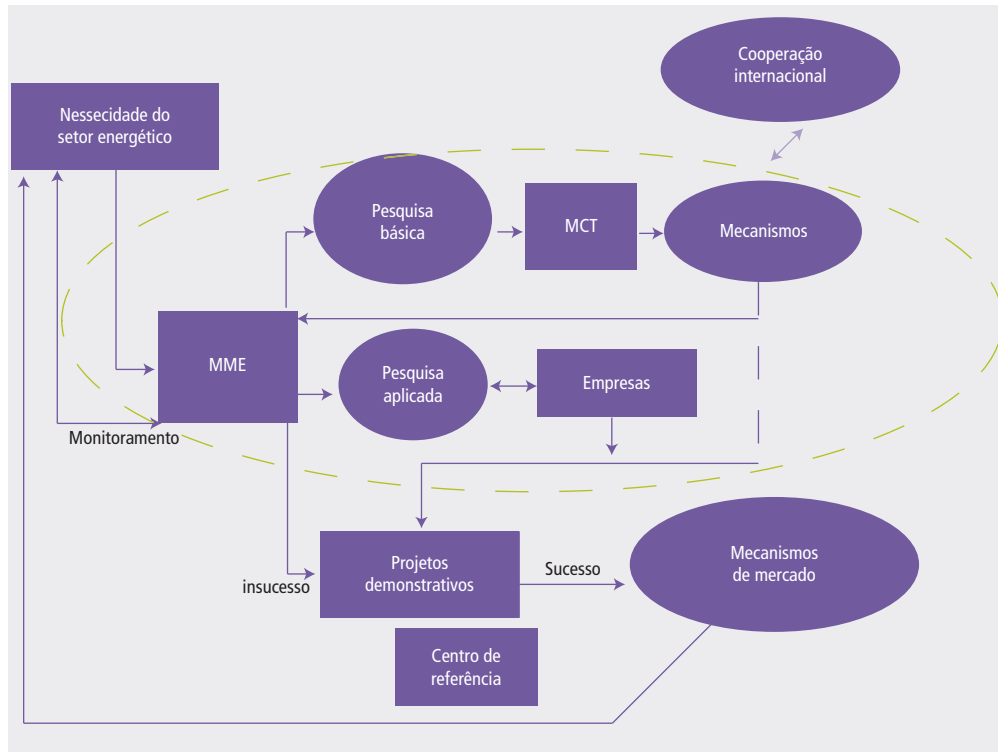 Cooperação
internacional
Nessecidade do
setor energético
Pesquisa
básica
MCT
Mecanismos
MME
Pesquisa
aplicada
Empresas
Monitoramento
Projetos
demonstrativos
insucesso
Sucesso
Mecanismos
de mercado
Centro de
referência